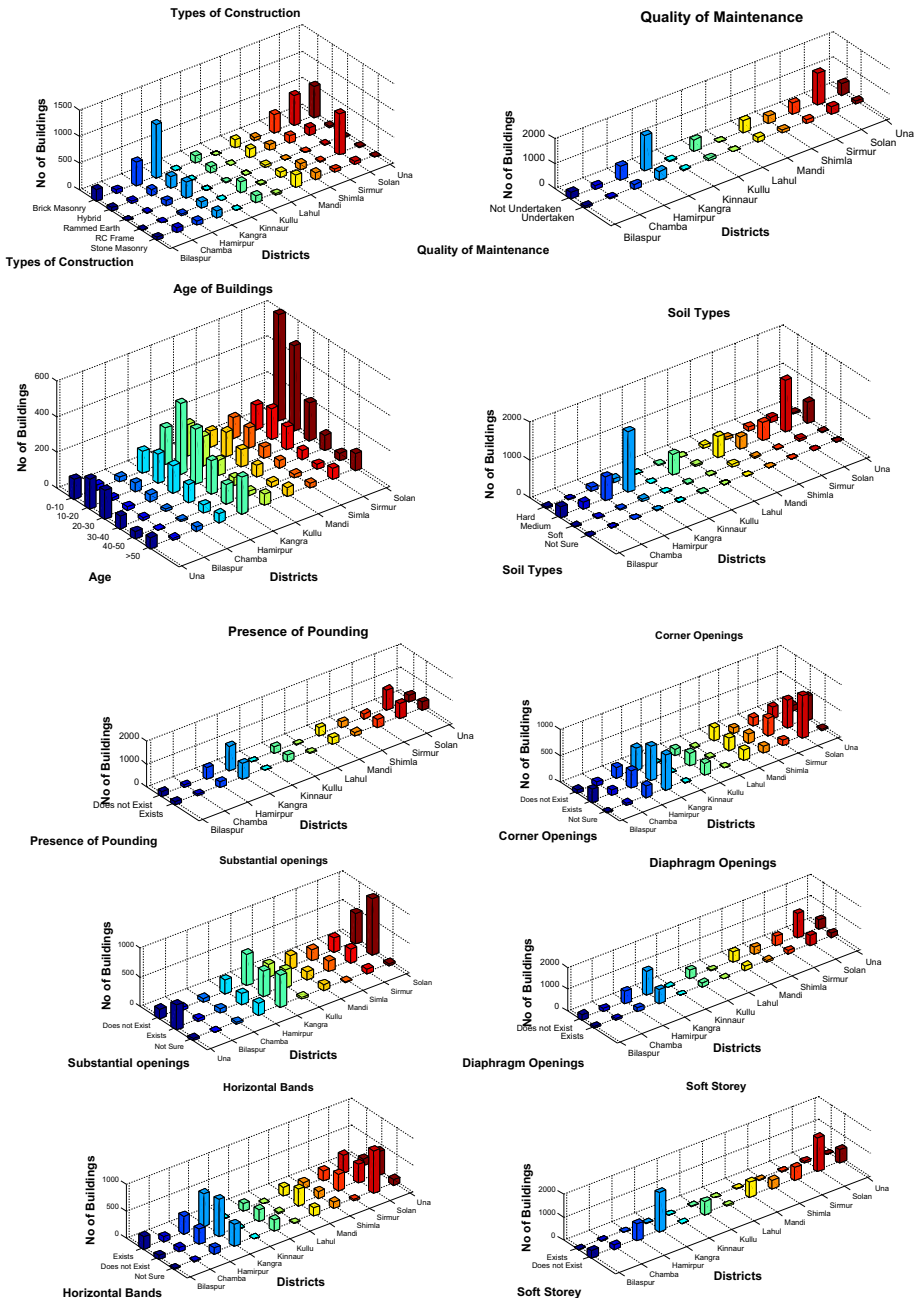 Types of Construction
No of Buildings
1500
1000
500
0
Brick Masonry
Hybrid
Rammed Earth
RC Frame
Stone Masonry
Types of Construction
Bilaspur
Chamba
Hamirpur
Kangra
Kinnaur
Kullu
Lahul
Mandi
Shimla
Sirmur
Solan
Una
Districts
Quality of Maintenance
No of Buildings
2000
1000
0
Not Undertaken
Undertaken
Quality of Maintenance
Bilaspur
Chamba
Hamirpur
Kangra
Kinnaur
Kullu
Lahul
Mandi
Shimla
Sirmur
Solan
Una
Districts
Age of Buildings
No of Buildings
600
400
200
0
0-10
10-20
20-30
30-40
40-50
>50
Age
Una
Bilaspur
Chamba
Hamirpur
Kangra
Kullu
Mandi
Simla
Sirmur
Solan
Districts
Soil Types
No of Buildings
2000
1000
0
Hard
Medium
Soft
Not Sure
Soil Types
Bilaspur
Chamba
Hamirpur
Kangra
Kinnaur
Kullu
Lahul
Mandi
Shimla
Sirmur
Solan
Una
Districts
Presence of Pounding
No of Buildings
2000
1000
0
Does not Exist
Exists
Presence of Pounding
Bilaspur
Chamba
Hamirpur
Kangra
Kinnaur
Kullu
Lahul
Mandi
Shimla
Sirmur
Solan
Una
Districts
Corner Openings
No of Buildings
1000
500
0
Does not Exist
Exists
Not Sure
Corner Openings
Bilaspur
Chamba
Hamirpur
Kangra
Kinnaur
Kullu
Lahul
Mandi
Shimla
Sirmur
Solan
Una
Districts
Substantial openings
No of Buildings
1000
500
0
Does not Exist
Exists
Not Sure
Substantial openings
Una
Bilaspur
Chamba
Hamirpur
Kangra
Kullu
Mandi
Simla
Sirmur
Solan
Districts
Diaphragm Openings
No of Buildings
2000
1000
0
Does not Exist
Exists
Diaphragm Openings
Bilaspur
Chamba
Hamirpur
Kangra
Kinnaur
Kullu
Lahul
Mandi
Shimla
Sirmur
Solan
Una
Districts
Horizontal Bands
No of Buildings
1000
500
0
Exists
Does not Exist
Not Sure
Horizontal Bands
Bilaspur
Chamba
Hamirpur
Kangra
Kinnaur
Kullu
Lahul
Mandi
Shimla
Sirmur
Solan
Una
Districts
Soft Storey
No of Buildings
2000
1000
0
Exists
Does not Exist
Soft Storey
Bilaspur
Chamba
Hamirpur
Kangra
Kinnaur
Kullu
Lahul
Mandi
Shimla
Sirmur
Solan
Una
Districts